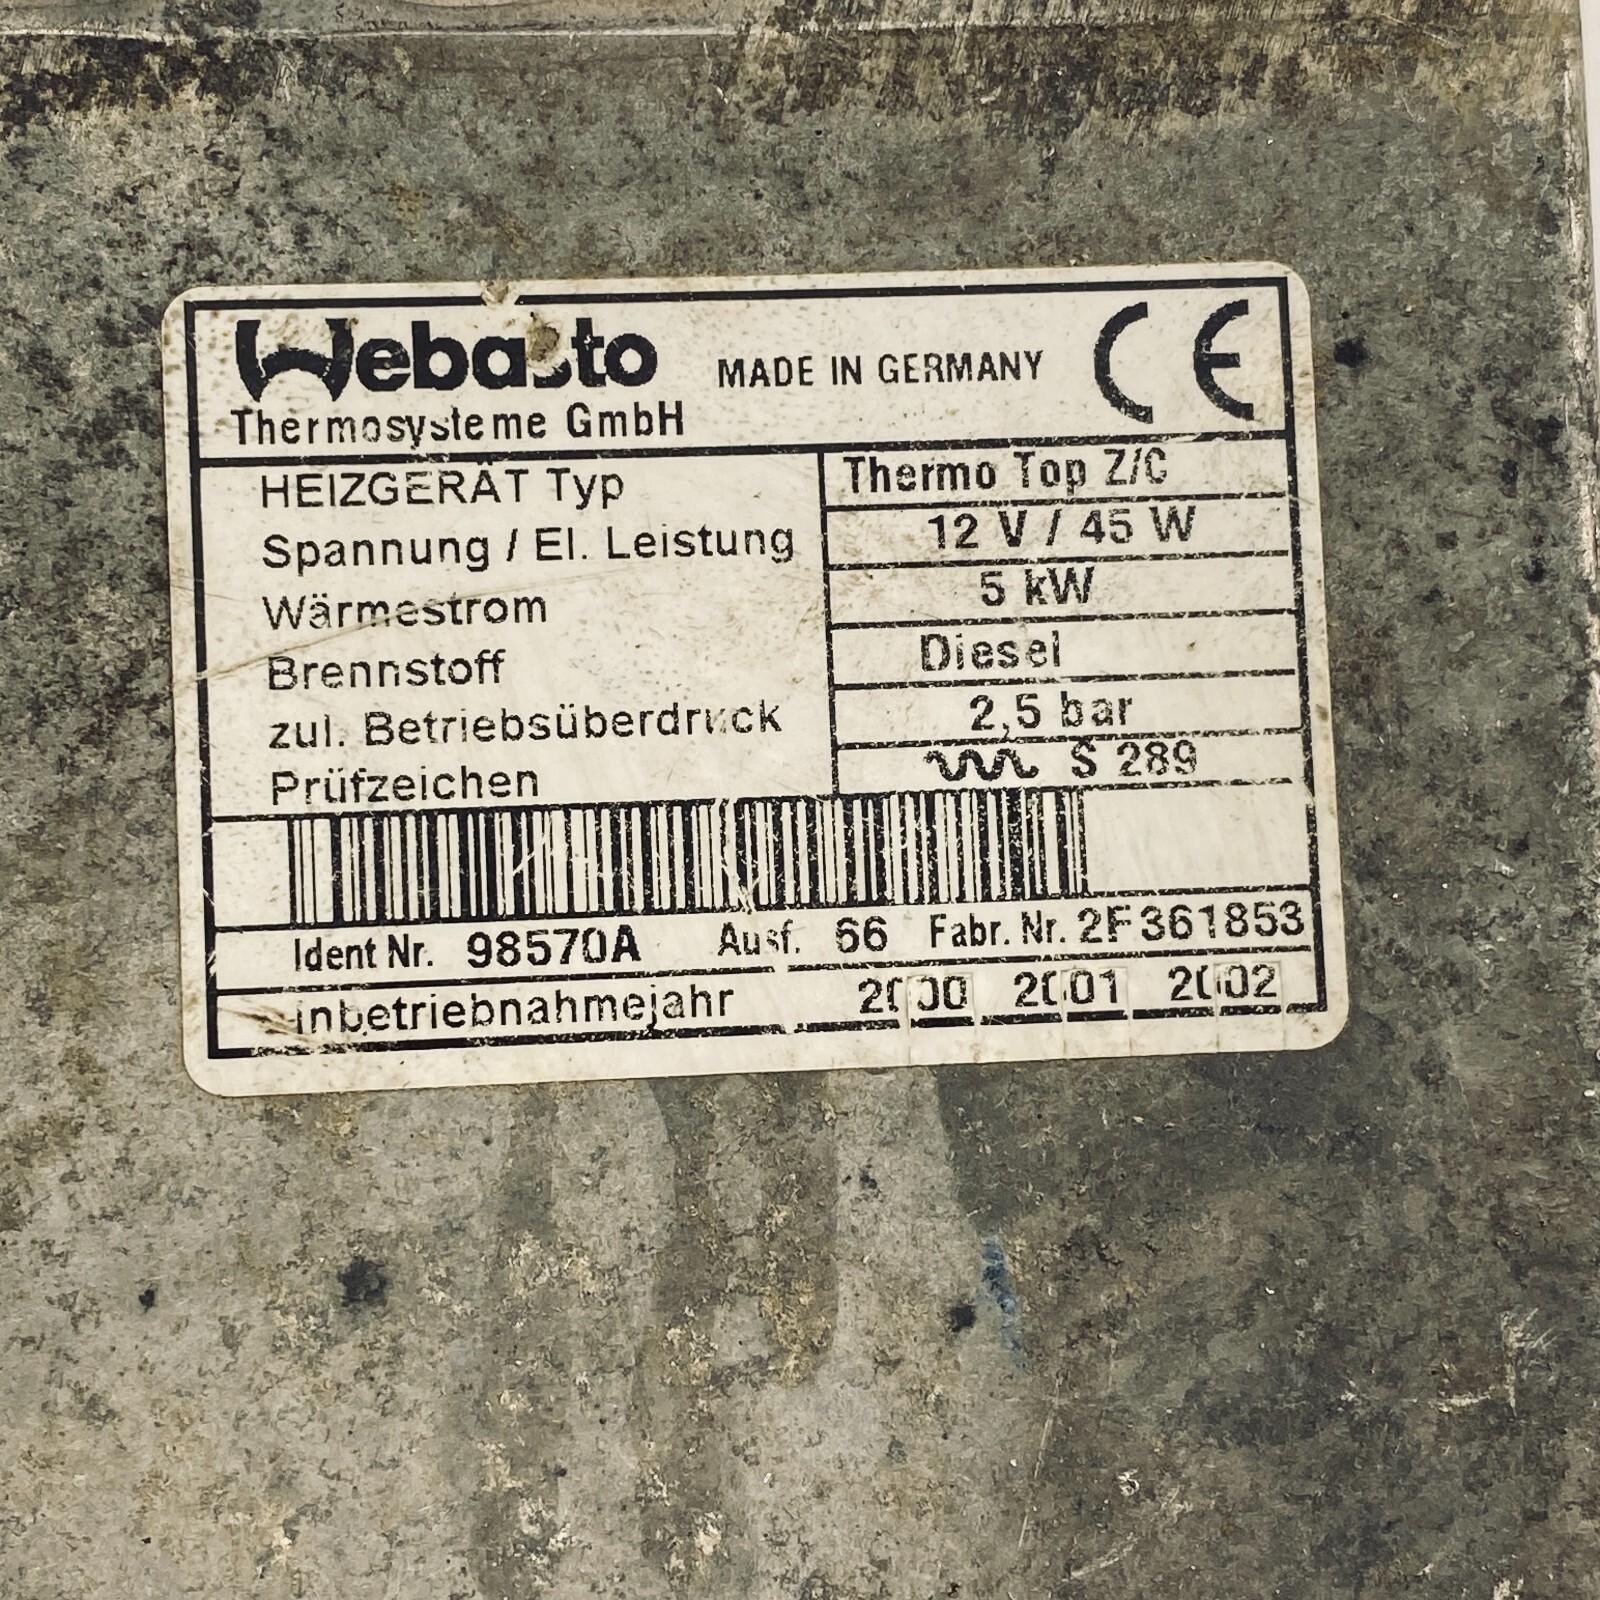 Webasto MADE IN GERMANY CE
Thermosysteme GmbH
HEIZGERÄT Typ Thermo Top Z/C
Spannung / El. Leistung 12 V / 45 W
Wärmestrom 5 kW
Brennstoff Diesel
zul. Betriebsüberdruck 2,5 bar
Prüfzeichen S 289
Ident Nr. 98570A Ausf. 66 Fabr. Nr. 2F361853
Inbetriebnahmejahr 2000 2001 2002